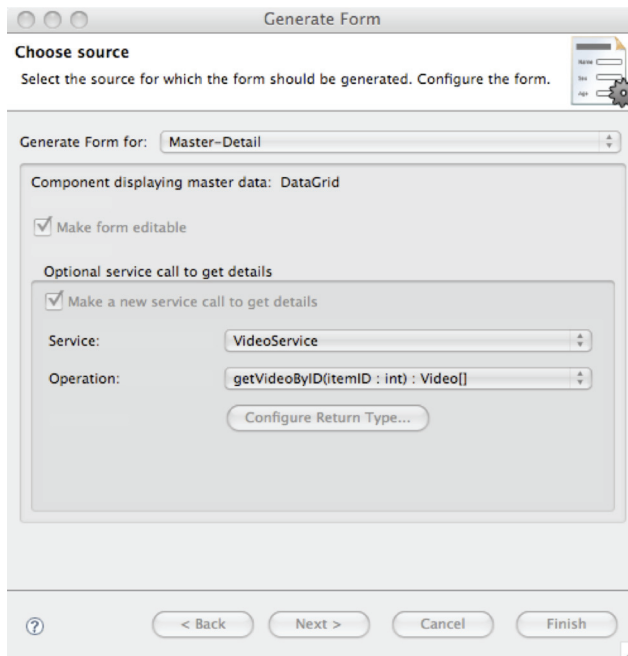 Generate Form
Choose source
Select the source for which the form should be generated. Configure the form.
Name
Sex
Age
Generate Form for: Master-Detail
Component displaying master data: DataGrid
Make form editable
Optional service call to get details
Make a new service call to get details
Service: VideoService
Operation: getVideoByID(itemID : int) : Video[]
Configure Return Type...
? < Back Next > Cancel Finish